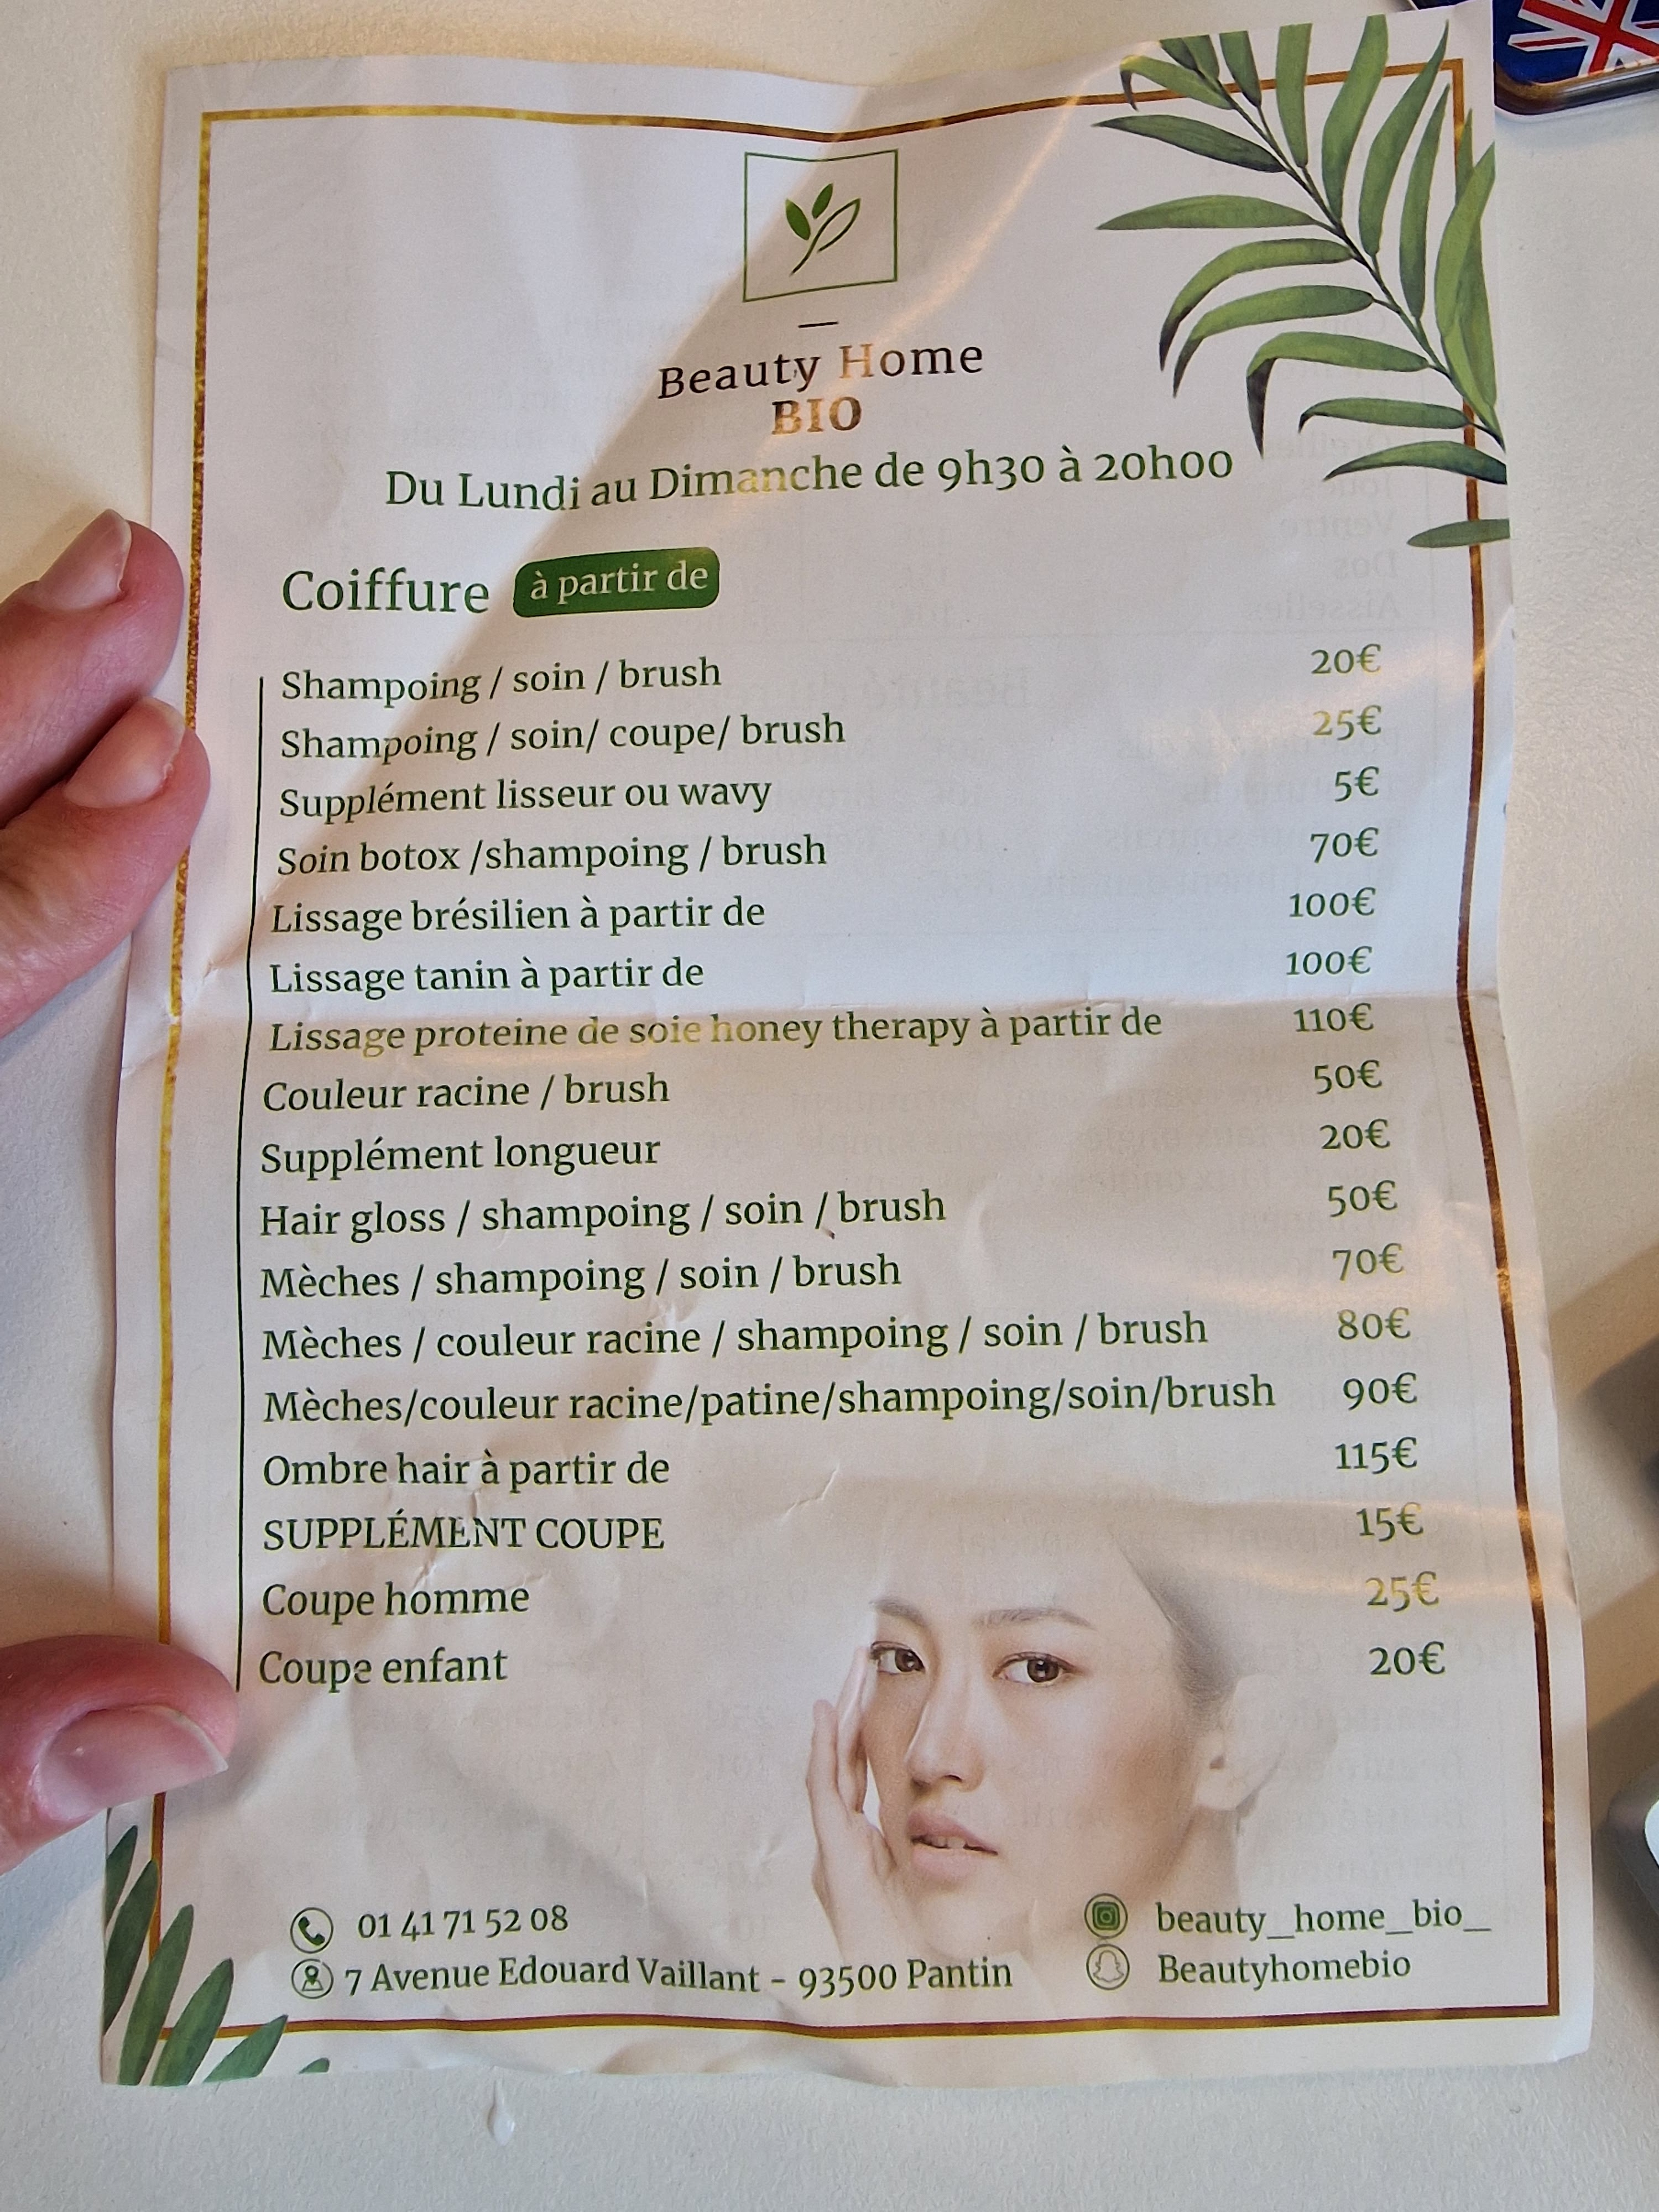 Beauty Home
BIO
Du Lundi au Dimanche de 9h30 à 20h00
Coiffure à partir de
Shampoing / soin / brush 20€
Shampoing / soin/ coupe/ brush 25€
Supplément lisseur ou wavy 5€
Soin botox /shampoing / brush 70€
Lissage brésilien à partir de 100€
Lissage tanin à partir de 100€
Lissage proteine de soie honey therapy à partir de 110€
Couleur racine / brush 50€
Supplément longueur 20€
Hair gloss / shampoing / soin / brush 50€
Mèches / shampoing / soin / brush 70€
Mèches / couleur racine / shampoing / soin / brush 80€
Mèches/couleur racine/patine/shampoing/soin/brush 90€
Ombre hair à partir de 115€
SUPPLÉMENT COUPE 15€
Coupe homme 25€
Coupe enfant 20€
01 41 71 52 08
7 Avenue Edouard Vaillant - 93500 Pantin
beauty_home_bio_
Beautyhomebio